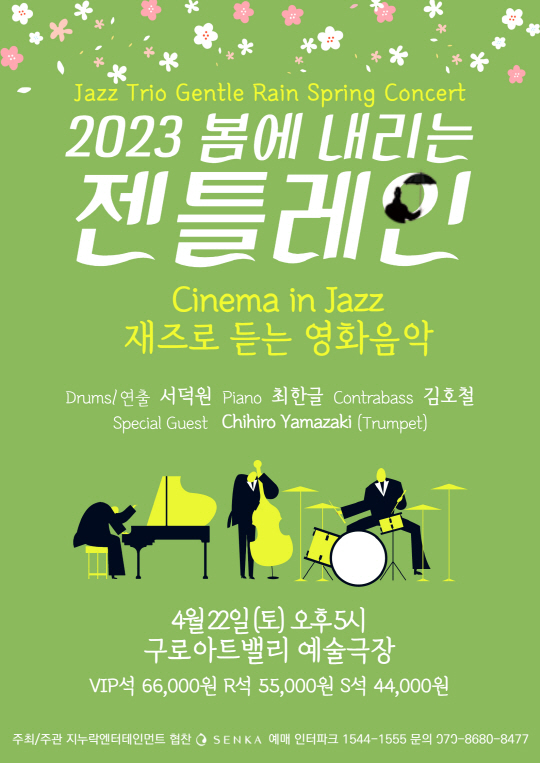 Jazz Trio Gentle Rain Spring Concert
2023 봄에 내리는
젠틀레인
Cinema in Jazz
재즈로 듣는 영화음악
Drums/연출 서덕원 Piano 최한글 Contrabass 김호철
Special Guest Chihiro Yamazaki (Trumpet)
4월 22일(토) 오후 5시
구로아트밸리 예술극장
VIP석 66,000원 R석 55,000원 S석 44,000원
주최/주관 지누락엔터테인먼트 협찬 SENKA 예매 인터파크 1544-1555 문의 070-8680-8477